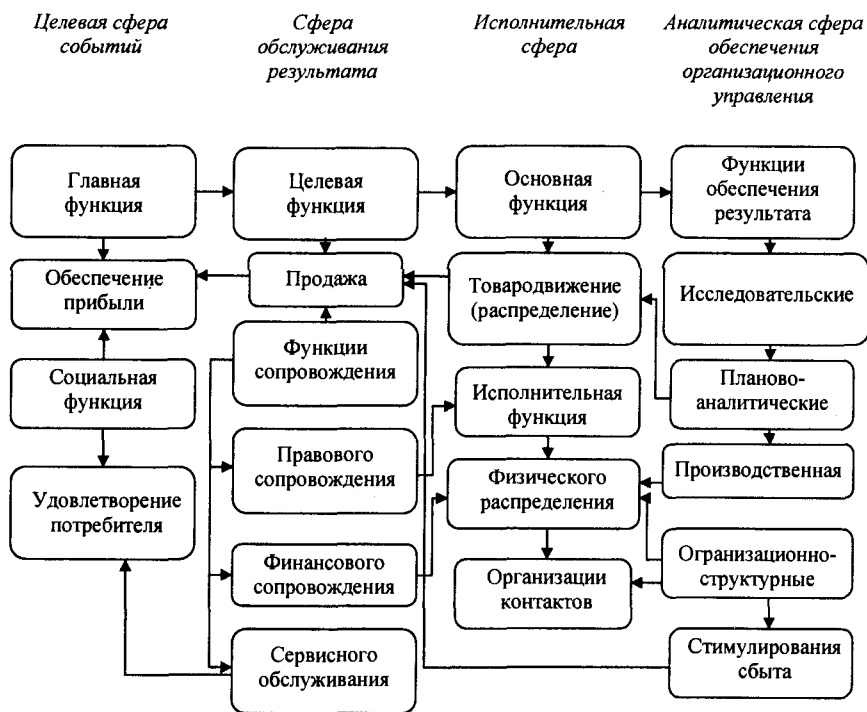 Целевая сфера
событий
Сфера
обслуживания
результата
Исполнительная
сфера
Аналитическая сфера
обеспечения
организационного
управления
Главная
функция
Целевая
функция
Основная
функция
Функции
обеспечения
результата
Обеспечение
прибыли
Продажа
Товародвижение
(распределение)
Исследовательские
Социальная
функция
Функции
сопровождения
Исполнительная
функция
Планово-
аналитические
Удовлетворение
потребителя
Правового
сопровождения
Физического
распределения
Производственная
Финансового
сопровождения
Организации
контактов
Огранизационно-
структурные
Сервисного
обслуживания
Стимулирования
сбыта